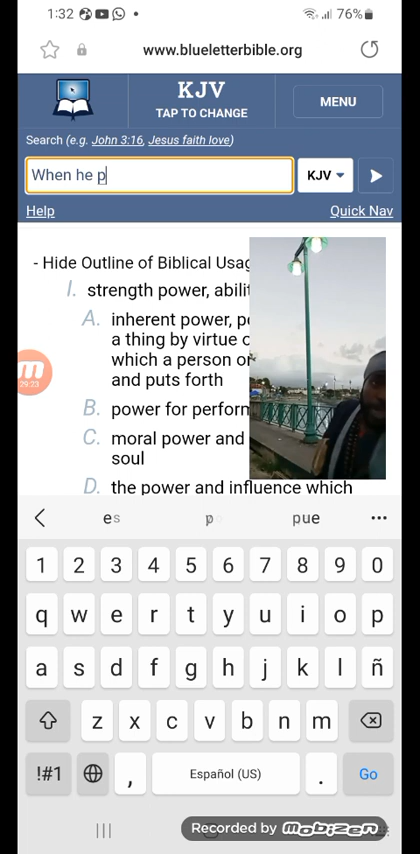 1:32 76%
www.blueletterbible.org
KJV
TAP TO CHANGE
MENU
Search (e.g. John 3:16, Jesus faith love)
When he p
KJV
Help
Quick Nav
- Hide Outline of Biblical Usag
I. strength power, abilit
A. inherent power, p
a thing by virtue o
which a person or
and puts forth
B. power for perform
C. moral power and
soul
D. the power and influence which
29:23
es po pue
1 2 3 4 5 6 7 8 9 0
q w e r t y u i o p
a s d f g h j k l ñ
z x c v b n m
!#1 , Español (US) . Go
Recorded by mobizen